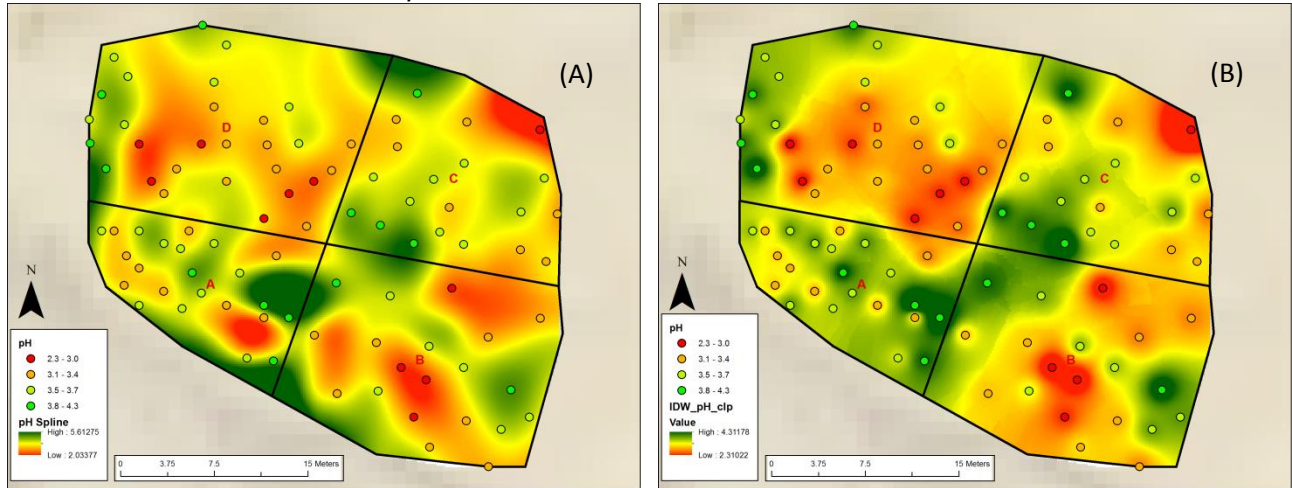 (A)
D
C
A
B
N
pH
2.3 - 3.0
3.1 - 3.4
3.5 - 3.7
3.8 - 4.3
pH Spline
High : 5.61275
Low : 2.03377
0 3.75 7.5 15 Meters
(B)
D
C
A
B
N
pH
2.3 - 3.0
3.1 - 3.4
3.5 - 3.7
3.8 - 4.3
IDW_pH_clp
Value
High : 4.31178
Low : 2.31022
0 3.75 7.5 15 Meters